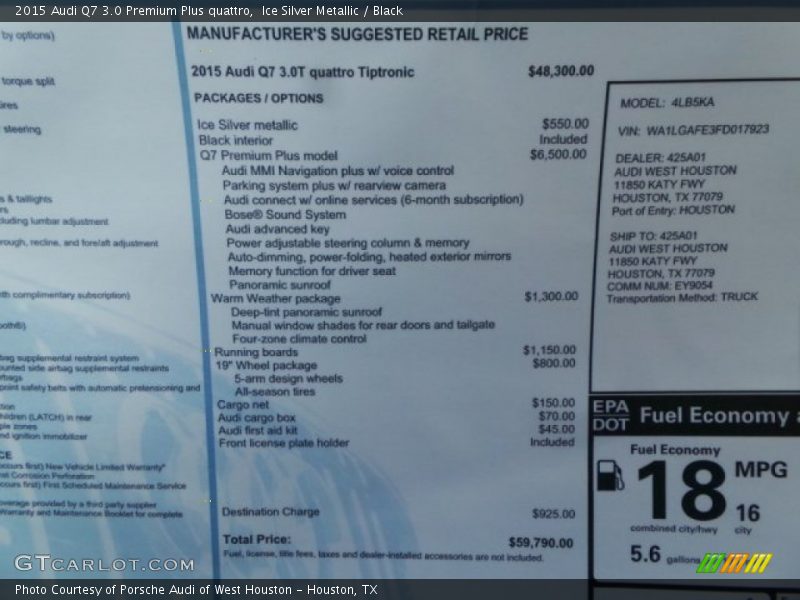 2015 Audi Q7 3.0 Premium Plus quattro, Ice Silver Metallic / Black
by options)
torque split
steering
s & taillights
cluding lumbar adjustment
rough, recline, and fore/aft adjustment
with complimentary subscription)
bag supplemental restraint system
ounted side airbag supplemental restraints
point safety belts with automatic pretensioning and
hildren (LATCH) in rear
ple zones
nd ignition immobilizer
CE
occurs first) New Vehicle Limited Warranty*
nst Corrosion Perforation
occurs first) First Scheduled Maintenance Service
overage provided by a third party supplier
Warranty and Maintenance Booklet for complete
MANUFACTURER'S SUGGESTED RETAIL PRICE
2015 Audi Q7 3.0T quattro Tiptronic $48,300.00
PACKAGES / OPTIONS
Ice Silver metallic $550.00
Black interior Included
Q7 Premium Plus model $6,500.00
Audi MMI Navigation plus w/ voice control
Parking system plus w/ rearview camera
Audi connect w/ online services (6-month subscription)
Bose® Sound System
Audi advanced key
Power adjustable steering column & memory
Auto-dimming, power-folding, heated exterior mirrors
Memory function for driver seat
Panoramic sunroof
Warm Weather package $1,300.00
Deep-tint panoramic sunroof
Manual window shades for rear doors and tailgate
Four-zone climate control
Running boards $1,150.00
19" Wheel package $800.00
5-arm design wheels
All-season tires
Cargo net $150.00
Audi cargo box $70.00
Audi first aid kit $45.00
Front license plate holder Included
Destination Charge $925.00
Total Price: $59,790.00
Fuel, license, title fees, taxes and dealer-installed accessories are not included.
MODEL: 4LB5KA
VIN: WA1LGAFE3FD017923
DEALER: 425A01
AUDI WEST HOUSTON
11850 KATY FWY
HOUSTON, TX 77079
Port of Entry: HOUSTON
SHIP TO: 425A01
AUDI WEST HOUSTON
11850 KATY FWY
HOUSTON, TX 77079
COMM NUM: EY9054
Transportation Method: TRUCK
EPA
DOT Fuel Economy a
Fuel Economy
18 MPG
16
combined city/hwy city
5.6 gallons
GTCARLOT.COM
Photo Courtesy of Porsche Audi of West Houston - Houston, TX